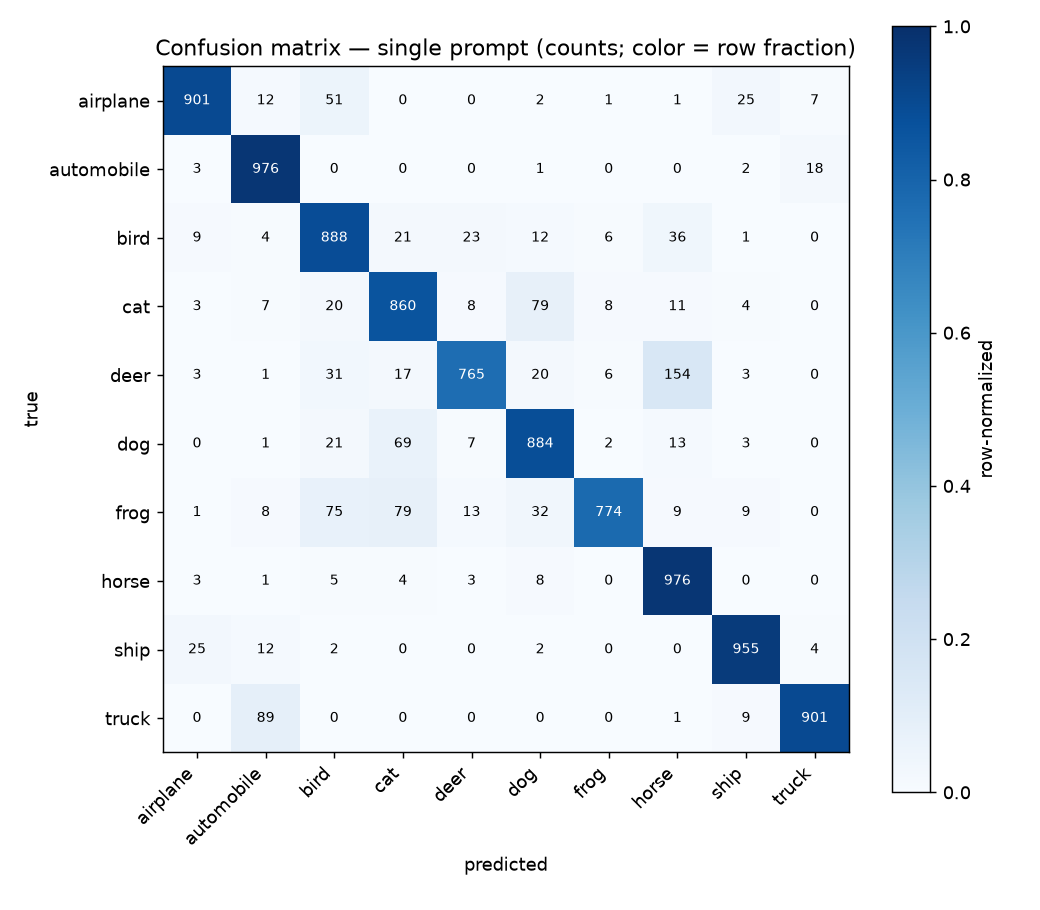 Confusion matrix — single prompt (counts; color = row fraction)
airplane 901 12 51 0 0 2 1 1 25 7
automobile 3 976 0 0 0 1 0 0 2 18
bird 9 4 888 21 23 12 6 36 1 0
cat 3 7 20 860 8 79 8 11 4 0
deer 3 1 31 17 765 20 6 154 3 0
dog 0 1 21 69 7 884 2 13 3 0
frog 1 8 75 79 13 32 774 9 9 0
horse 3 1 5 4 3 8 0 976 0 0
ship 25 12 2 0 0 2 0 0 955 4
truck 0 89 0 0 0 0 0 1 9 901
airplane automobile bird cat deer dog frog horse ship truck
predicted
true
1.0
0.8
0.6
0.4
0.2
0.0
row-normalized